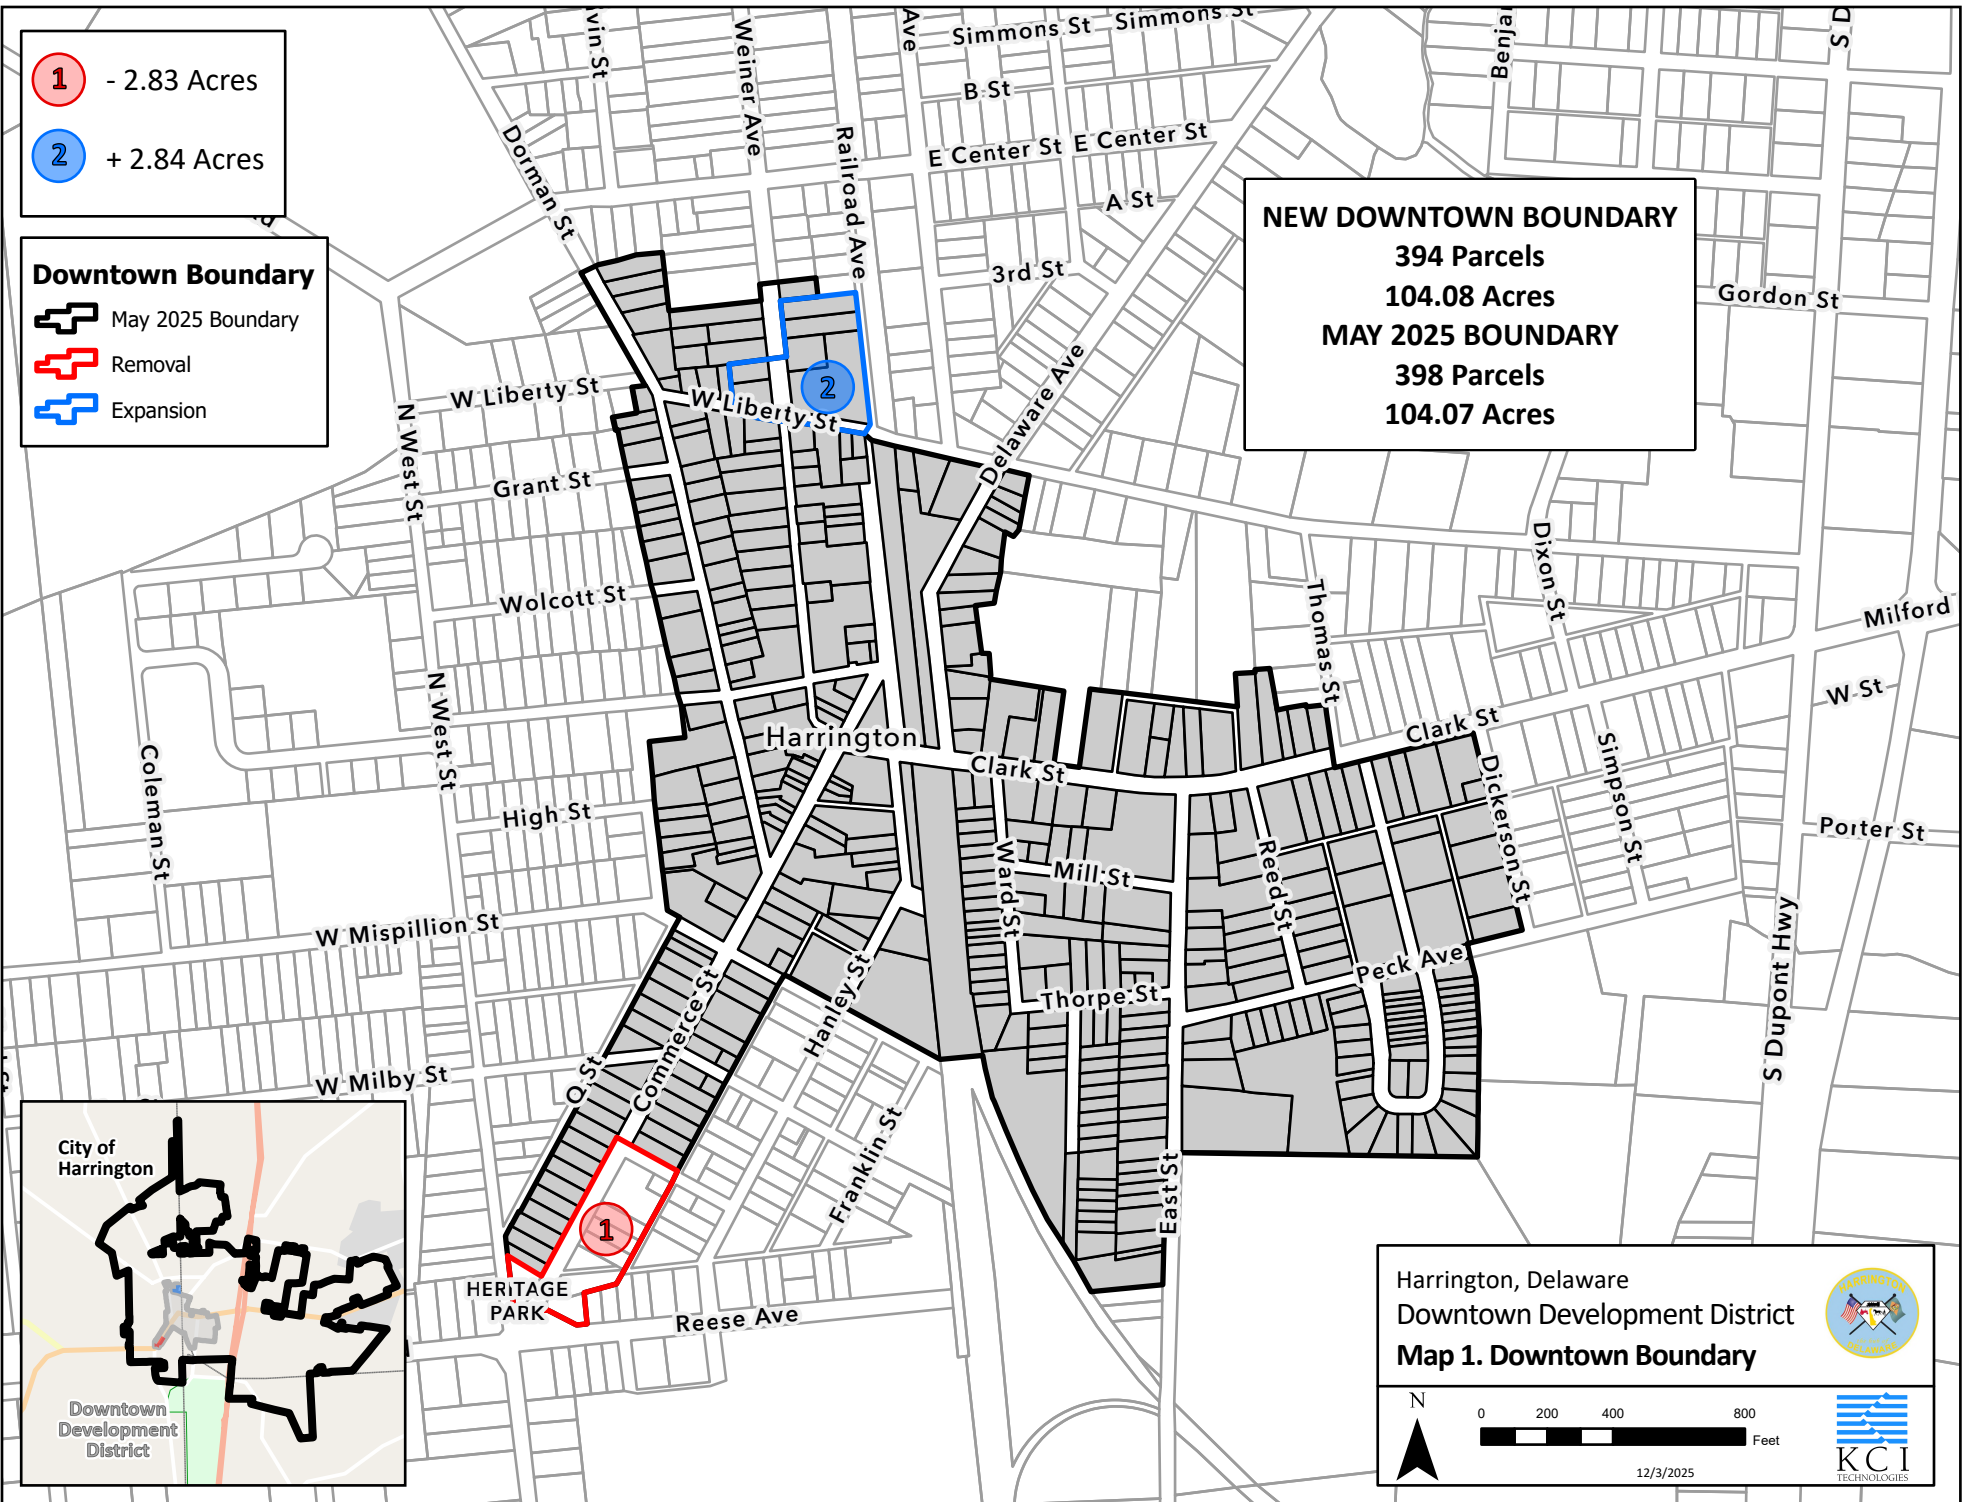 1 - 2.83 Acres
2 + 2.84 Acres
Downtown Boundary
May 2025 Boundary
Removal
Expansion
NEW DOWNTOWN BOUNDARY
394 Parcels
104.08 Acres
MAY 2025 BOUNDARY
398 Parcels
104.07 Acres
Simmons St
Simmons St
B St
E Center St
E Center St
A St
3rd St
Weiner Ave
Railroad Ave
Ave
Dorman St
Delaware Ave
Gordon St
W Liberty St
W Liberty St
2
N West St
Grant St
Wolcott St
N West St
Coleman St
High St
W Mispillion St
W Milby St
Harrington
Clark St
Clark St
Thomas St
Dixon St
Milford
W St
Simpson St
Dickerson St
Porter St
Ward St
Mill St
Reed St
Peck Ave
Thorpe St
S Dupont Hwy
Hanley St
Commerce St
Q St
Franklin St
East St
1
HERITAGE
PARK
Reese Ave
City of
Harrington
Downtown
Development
District
Harrington, Delaware
Downtown Development District
Map 1. Downtown Boundary
N
0 200 400 800
Feet
12/3/2025
KCI
TECHNOLOGIES